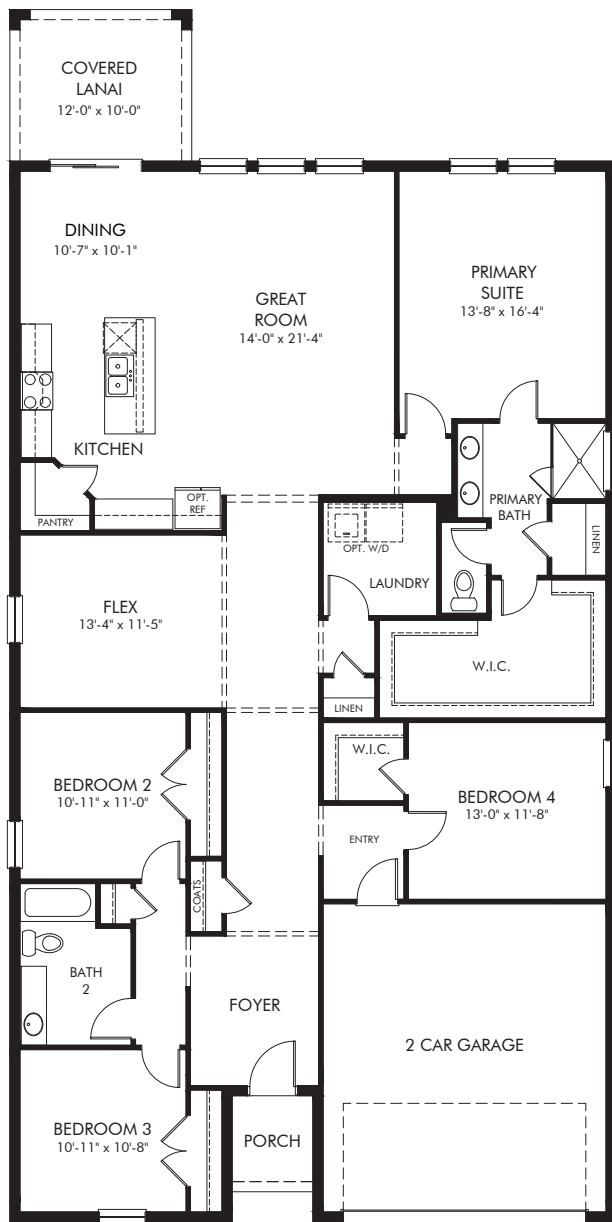 COVERED
LANAI
12'-0" x 10'-0"
DINING
10'-7" x 10'-1"
GREAT
ROOM
14'-0" x 21'-4"
PRIMARY
SUITE
13'-8" x 16'-4"
KITCHEN
PANTRY
OPT.
REF
PRIMARY
BATH
LINEN
OPT. W/D
LAUNDRY
FLEX
13'-4" x 11'-5"
W.I.C.
LINEN
W.I.C.
BEDROOM 2
10'-11" x 11'-0"
BEDROOM 4
13'-0" x 11'-8"
ENTRY
COATS
BATH
2
FOYER
2 CAR GARAGE
BEDROOM 3
10'-11" x 10'-8"
PORCH